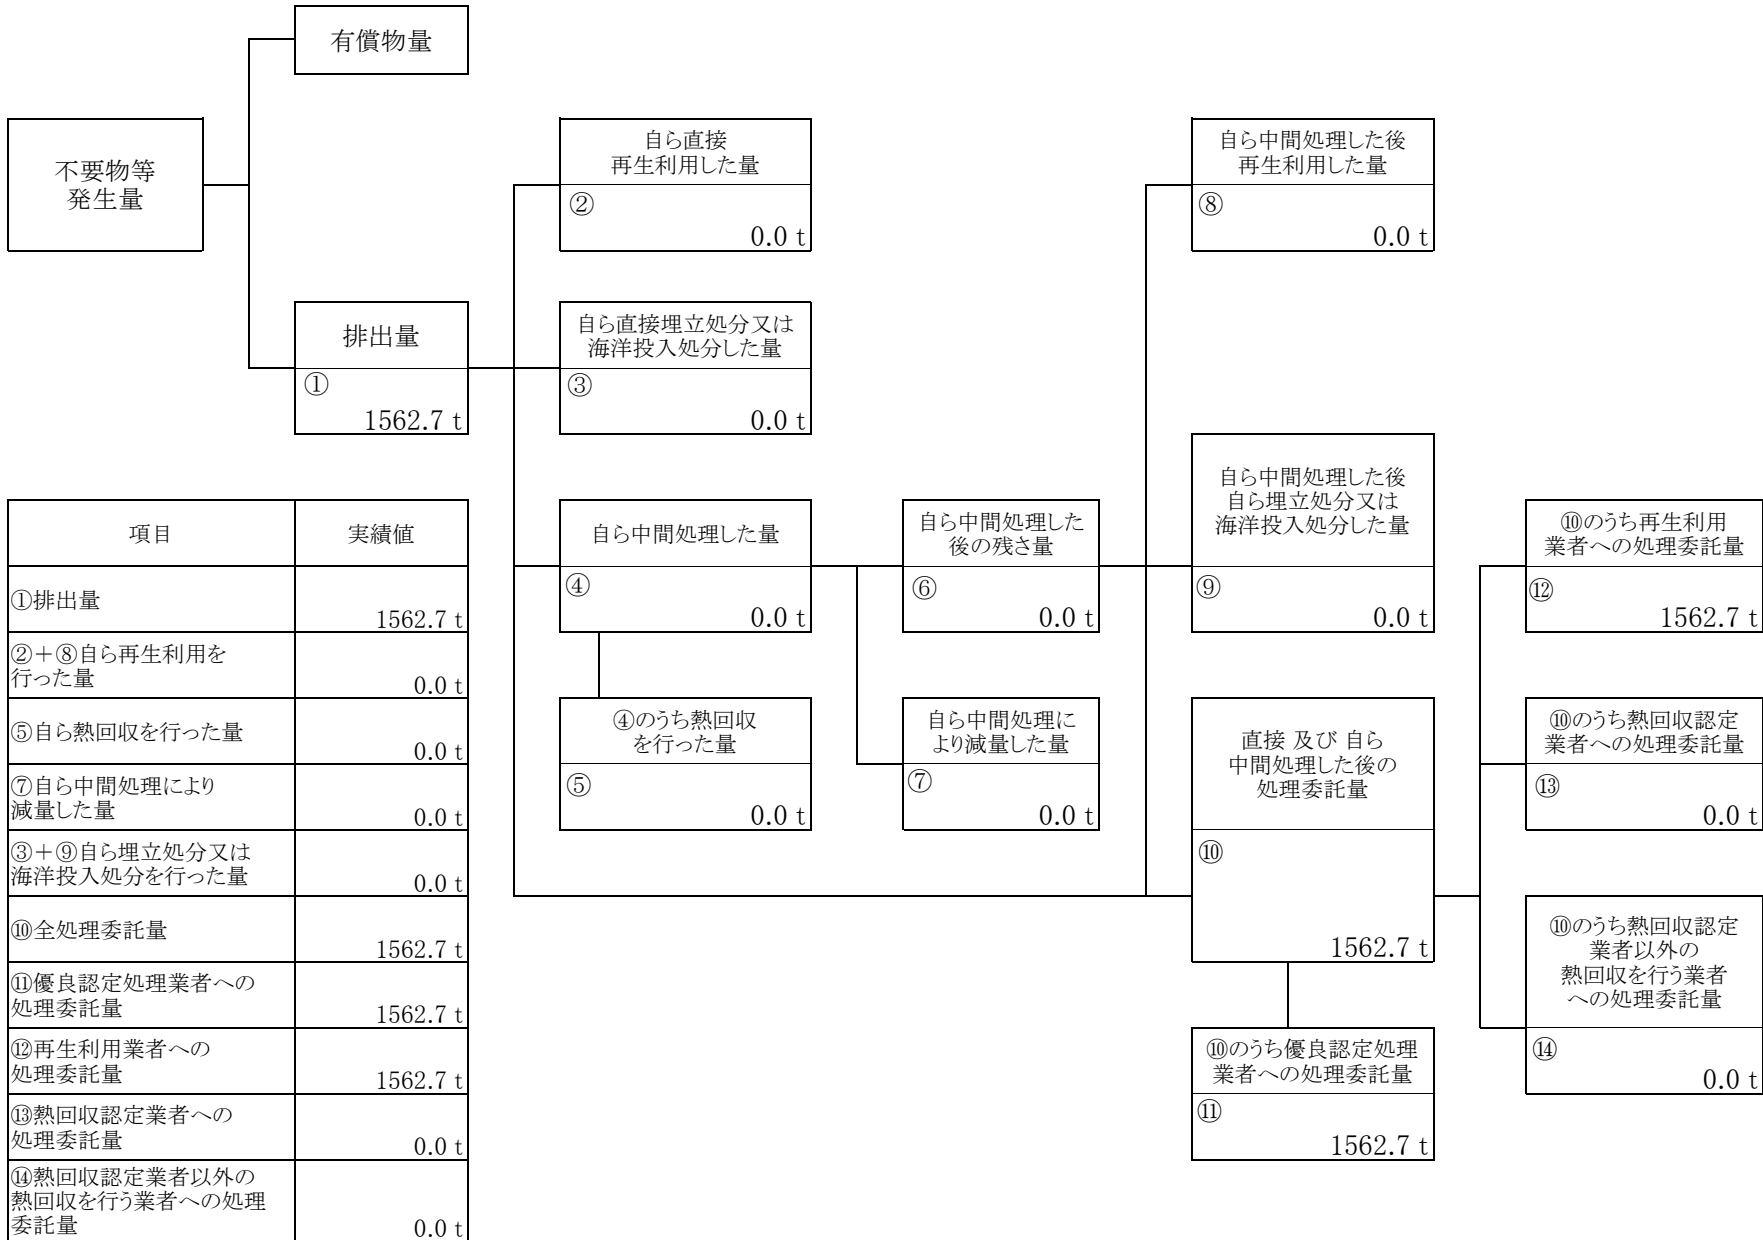 有償物量
不要物等
発生量
自ら直接
再生利用した量
②
0.0 t
自ら中間処理した後
再生利用した量
⑧
0.0 t
排出量
①
1562.7 t
自ら直接埋立処分又は
海洋投入処分した量
③
0.0 t
自ら中間処理した量
④
0.0 t
自ら中間処理した
後の残さ量
⑥
0.0 t
自ら中間処理した後
自ら埋立処分又は
海洋投入処分した量
⑨
0.0 t
⑩のうち再生利用
業者への処理委託量
⑫
1562.7 t
④のうち熱回収
を行った量
⑤
0.0 t
自ら中間処理に
より減量した量
⑦
0.0 t
直接 及び 自ら
中間処理した後の
処理委託量
⑩
1562.7 t
⑩のうち熱回収認定
業者への処理委託量
⑬
0.0 t
⑩のうち熱回収認定
業者以外の
熱回収を行う業者
への処理委託量
⑭
0.0 t
⑩のうち優良認定処理
業者への処理委託量
⑪
1562.7 t
項目 実績値
①排出量
1562.7 t
②＋⑧自ら再生利用を
行った量
0.0 t
⑤自ら熱回収を行った量
0.0 t
⑦自ら中間処理により
減量した量
0.0 t
③＋⑨自ら埋立処分又は
海洋投入処分を行った量
0.0 t
⑩全処理委託量
1562.7 t
⑪優良認定処理業者への
処理委託量
1562.7 t
⑫再生利用業者への
処理委託量
1562.7 t
⑬熱回収認定業者への
処理委託量
0.0 t
⑭熱回収認定業者以外の
熱回収を行う業者への処理
委託量
0.0 t